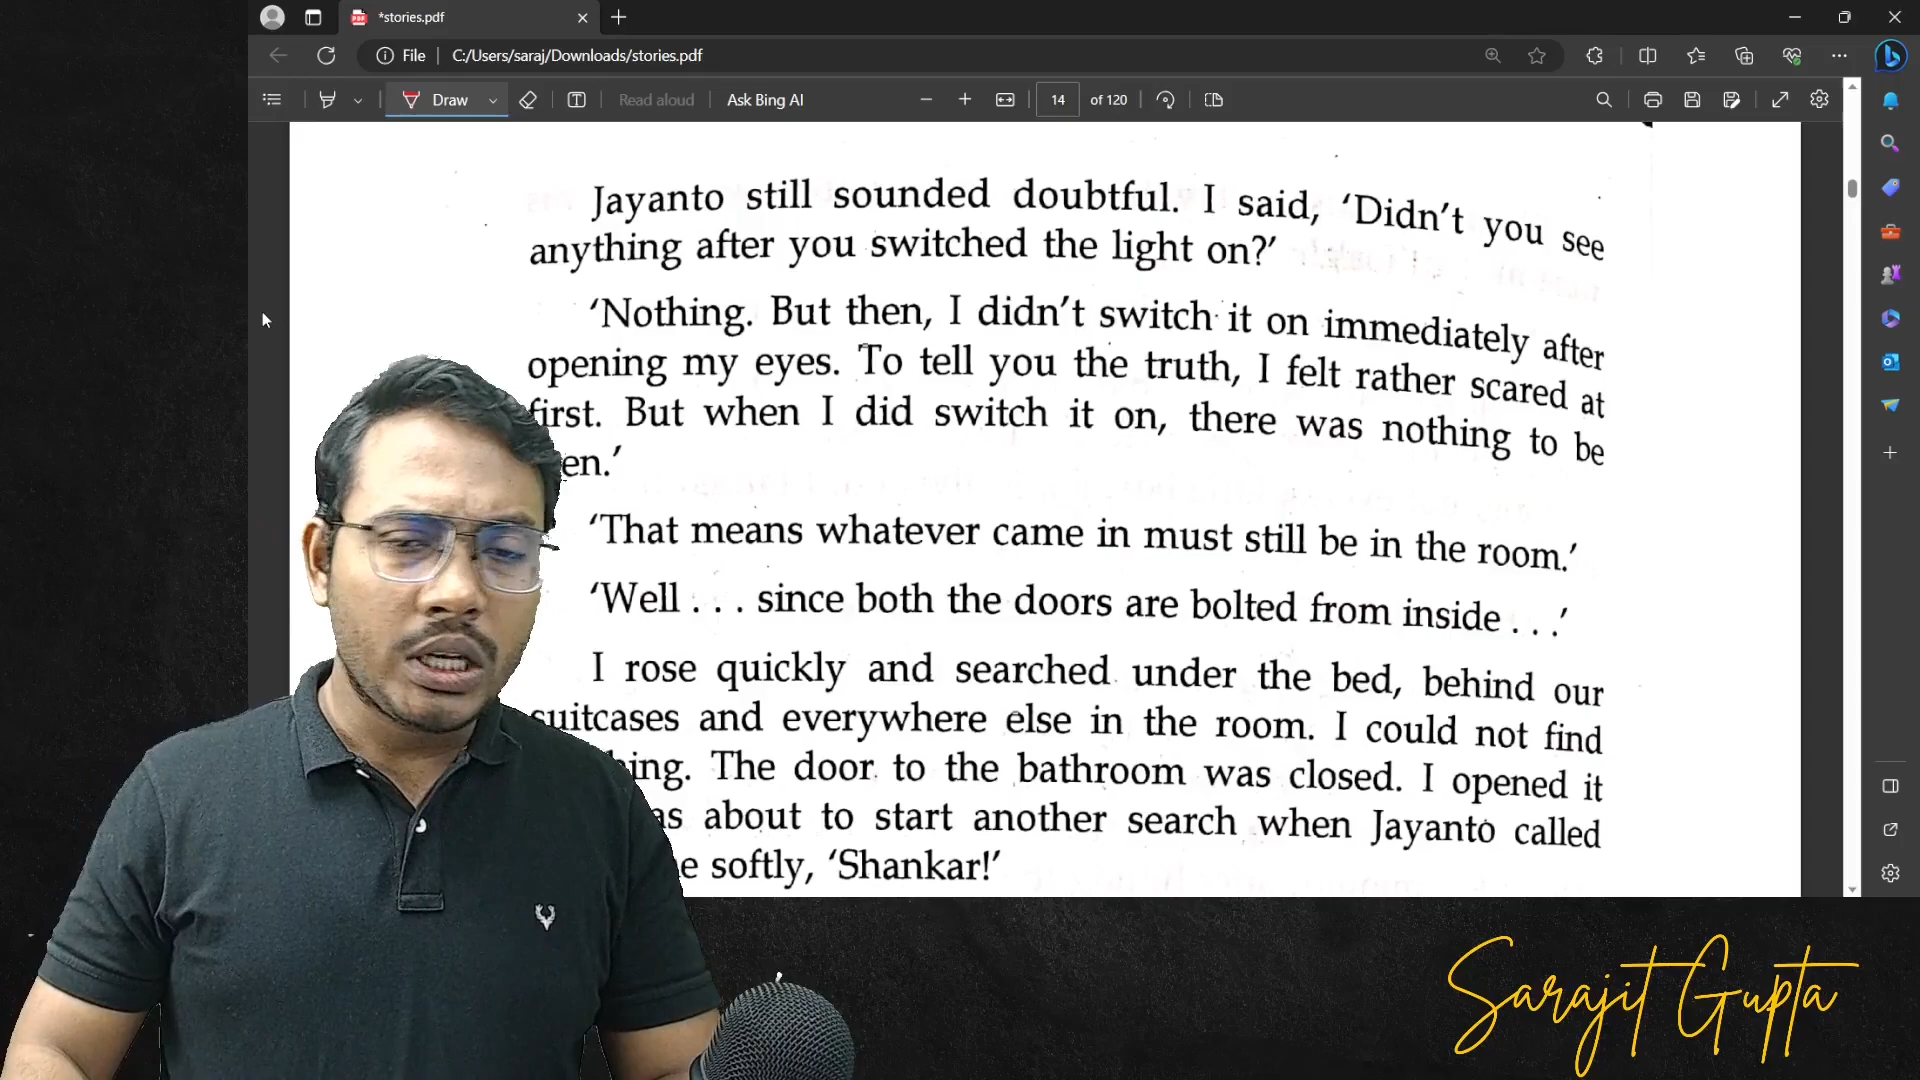 *stories.pdf
File C:/Users/saraj/Downloads/stories.pdf
Draw Read aloud Ask Bing AI 14 of 120
Jayanto still sounded doubtful. I said, ‘Didn’t you see
anything after you switched the light on?’
‘Nothing. But then, I didn’t switch it on immediately after
opening my eyes. To tell you the truth, I felt rather scared at
first. But when I did switch it on, there was nothing to be
en.’
‘That means whatever came in must still be in the room.’
‘Well . . . since both the doors are bolted from inside . . .’
I rose quickly and searched under the bed, behind our
suitcases and everywhere else in the room. I could not find
hing. The door to the bathroom was closed. I opened it
as about to start another search when Jayanto called
e softly, ‘Shankar!’
Sarajit Gupta